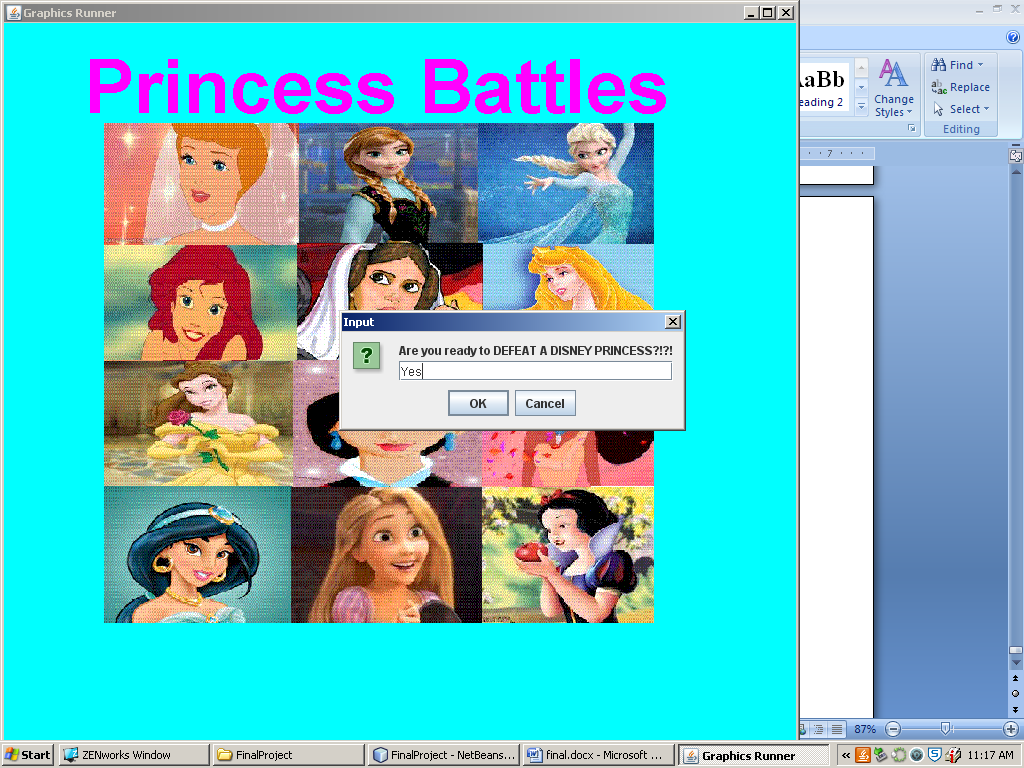 Graphics Runner
Princess Battles
Input
Are you ready to DEFEAT A DISNEY PRINCESS?!?!
Yes
OK
Cancel
AaBb
eading 2
Change
Styles
Find
Replace
Select
Editing
7
87%
Start
ZENworks Window
FinalProject
FinalProject - NetBeans...
final.docx - Microsoft ...
Graphics Runner
11:17 AM